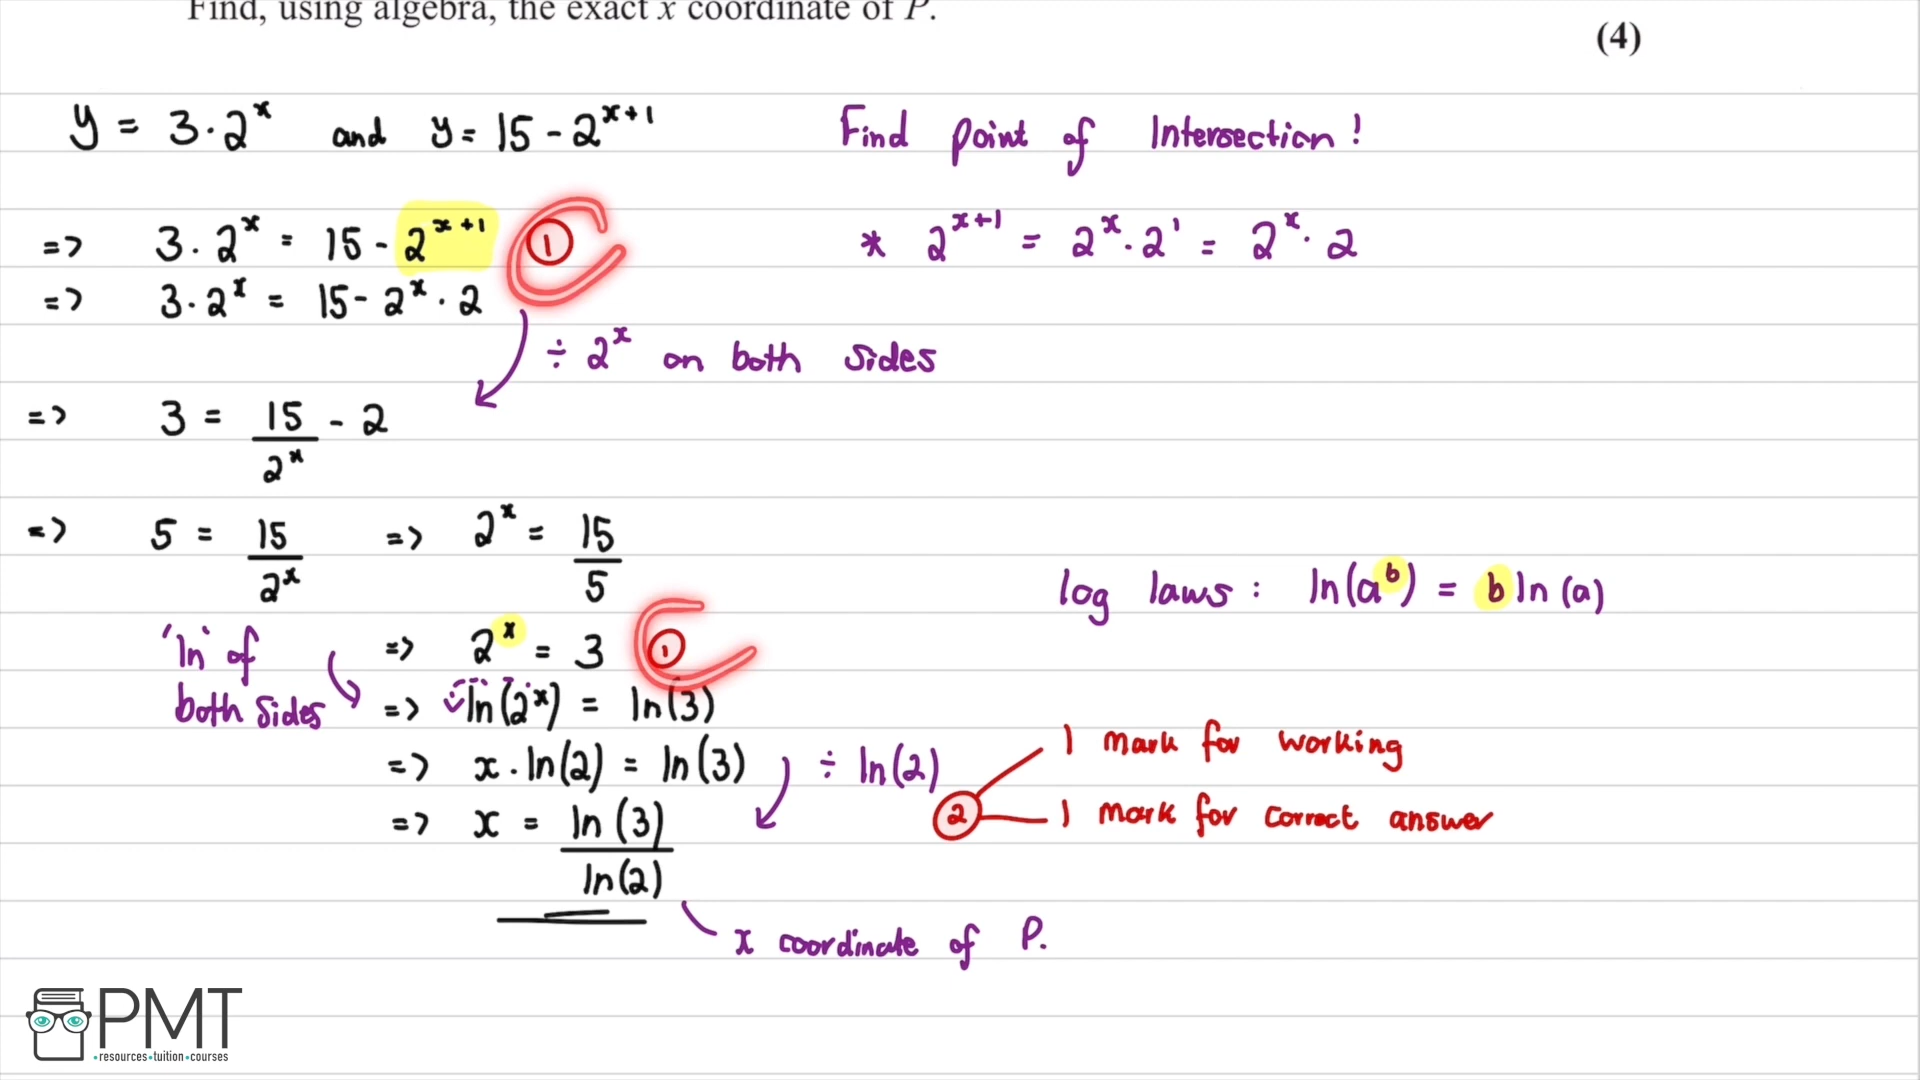 Find, using algebra, the exact x coordinate of P.
(4)
y = 3·2^x and y = 15 - 2^(x+1) Find point of Intersection!
=> 3·2^x = 15 - 2^(x+1) ① * 2^(x+1) = 2^x·2^1 = 2^x·2
=> 3·2^x = 15 - 2^x·2
÷ 2^x on both sides
=> 3 = 15/2^x - 2
=> 5 = 15/2^x => 2^x = 15/5
log laws: ln(a^b) = b ln(a)
'ln' of both sides
=> 2^x = 3 ①
=> ln(2^x) = ln(3)
=> x·ln(2) = ln(3) ÷ ln(2)
=> x = ln(3)/ln(2)
② 1 mark for working
1 mark for correct answer
x coordinate of P.
PMT
·resources·tuition·courses